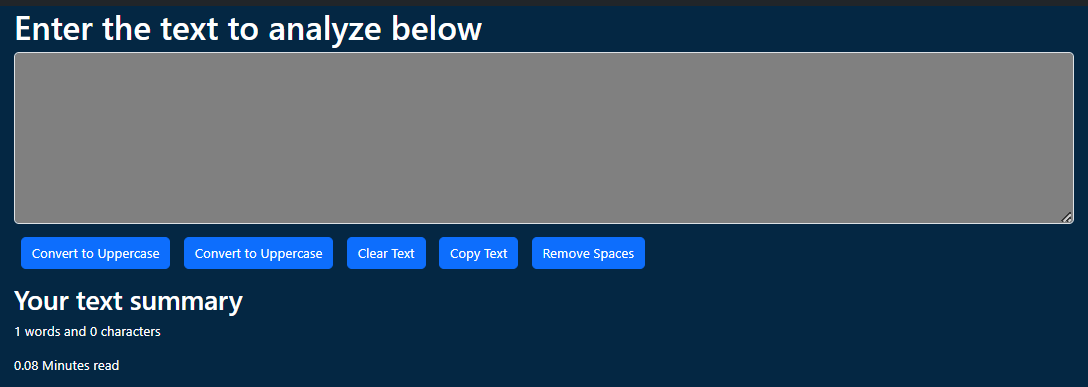 Enter the text to analyze below
Convert to Uppercase Convert to Uppercase Clear Text Copy Text Remove Spaces
Your text summary
1 words and 0 characters
0.08 Minutes read